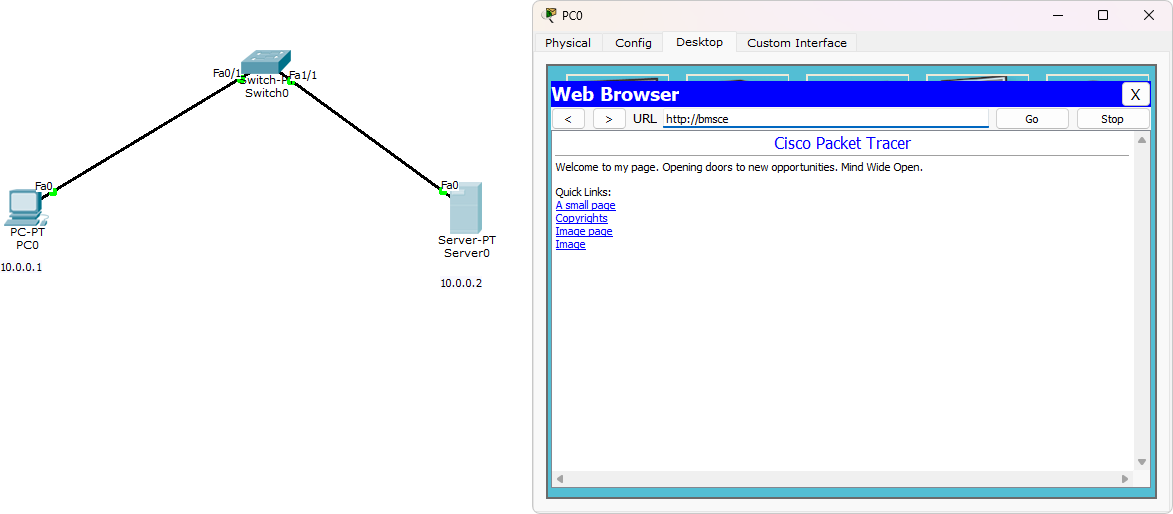 Fa0/1
Fa1/1
Switch-P
Switch0
Fa0
PC-PT
PC0
10.0.0.1
Fa0
Server-PT
Server0
10.0.0.2
PC0
Physical
Config
Desktop
Custom Interface
Web Browser
X
<
>
URL
http://bmsce
Go
Stop
Cisco Packet Tracer
Welcome to my page. Opening doors to new opportunities. Mind Wide Open.
Quick Links:
A small page
Copyrights
Image page
Image